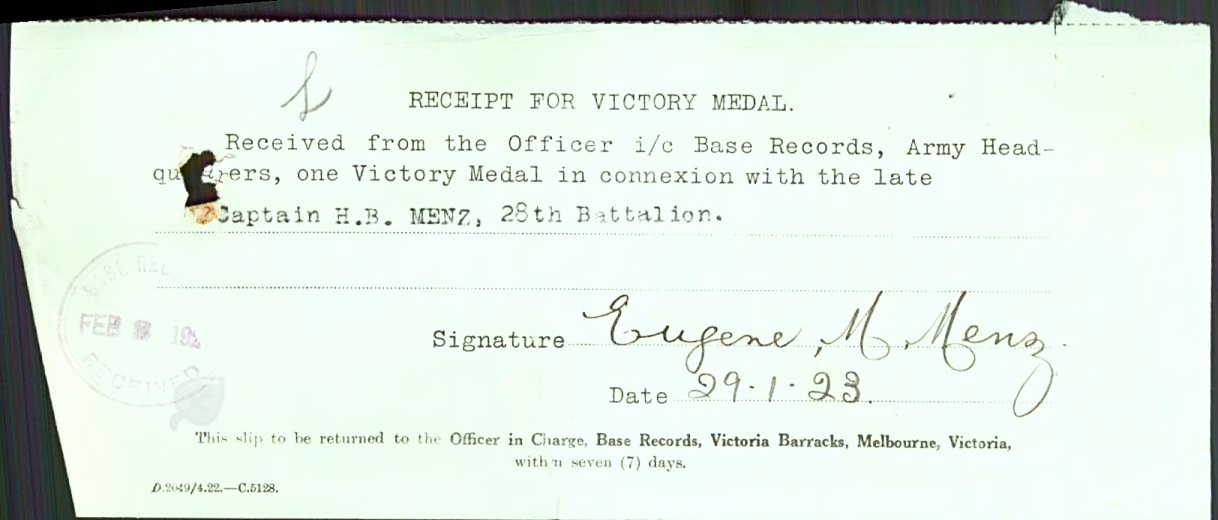 RECEIPT FOR VICTORY MEDAL.
Received from the Officer i/c Base Records, Army Head-
quarters, one Victory Medal in connexion with the late
Captain H.B. MENZ, 28th Battalion.
Signature Eugene, M. Menz.
Date 29.1.23.
FEB
RECEIVED
This slip to be returned to the Officer in Charge, Base Records, Victoria Barracks, Melbourne, Victoria,
within seven (7) days.
D.2049/4.22.—C.5128.